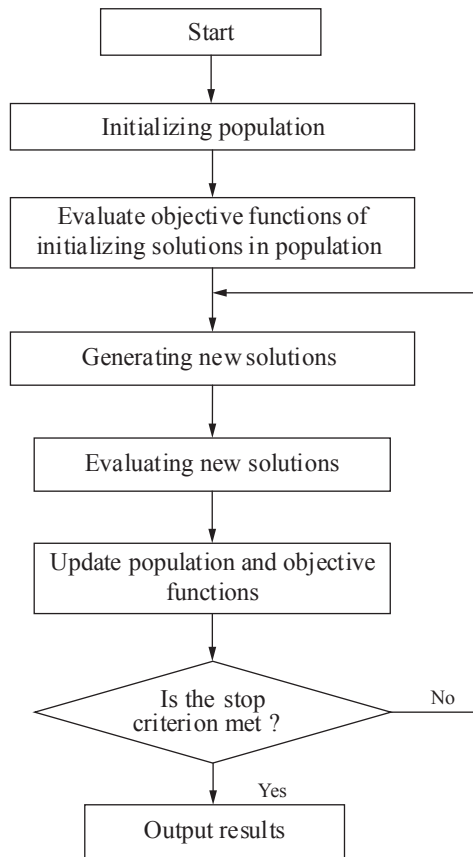 Start
Initializing population
Evaluate objective functions of
initializing solutions in population
Generating new solutions
Evaluating new solutions
Update population and objective
functions
Is the stop
criterion met ?
No
Yes
Output results